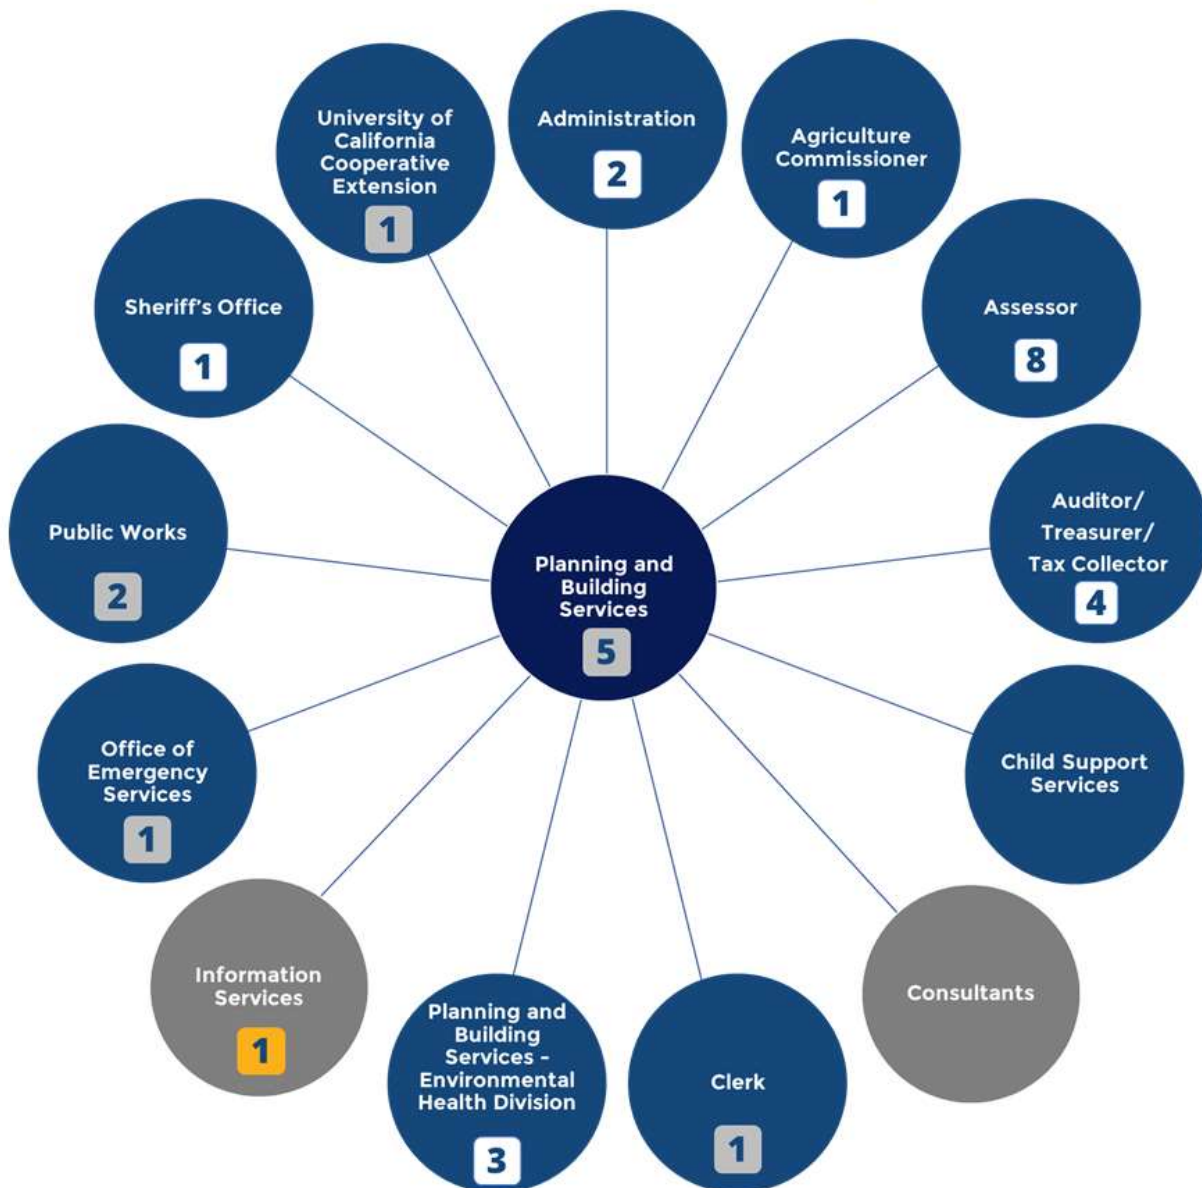 Administration
2
Agriculture
Commissioner
1
Assessor
8
Auditor/
Treasurer/
Tax Collector
4
Child Support
Services
Consultants
Clerk
1
Planning and
Building
Services -
Environmental
Health Division
3
Information
Services
1
Office of
Emergency
Services
1
Public Works
2
Sheriff's Office
1
University of
California
Cooperative
Extension
1
Planning and
Building
Services
5